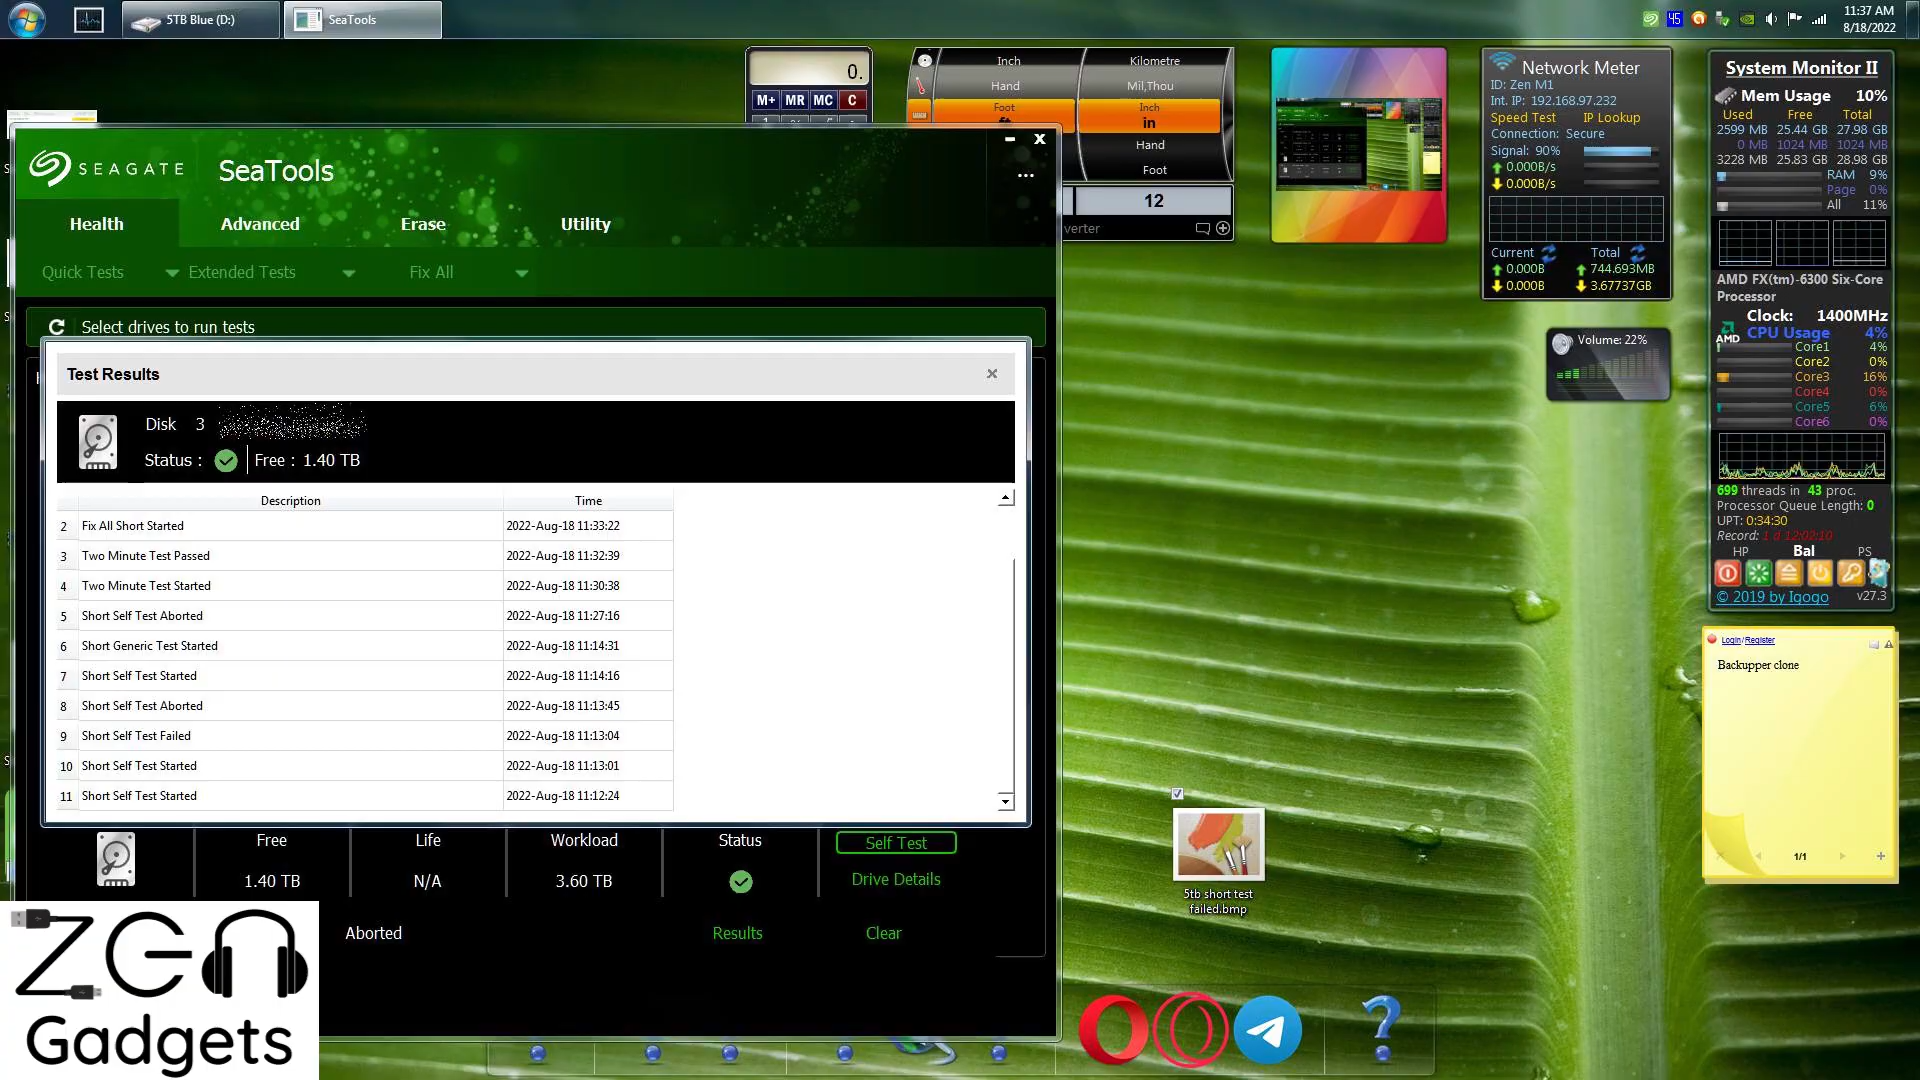 5TB Blue (D:)
SeaTools
45
11:37 AM
8/18/2022
0.
M+ MR MC C
Inch
Kilometre
Hand
Mil,Thou
Foot
Inch
in
Hand
Foot
12
verter
Network Meter
ID: Zen M1
Int. IP: 192.168.97.232
Speed Test IP Lookup
Connection: Secure
Signal: 90%
0.000B/s
0.000B/s
Current Total
0.000B 744.693MB
0.000B 3.67737GB
Volume: 22%
System Monitor II
Mem Usage 10%
Used Free Total
2599 MB 25.44 GB 27.98 GB
0 MB 1024 MB 1024 MB
3228 MB 25.83 GB 28.98 GB
RAM 9%
Page 0%
All 11%
AMD FX(tm)-6300 Six-Core
Processor
Clock: 1400MHz
AMD
CPU Usage 4%
Core1 4%
Core2 0%
Core3 16%
Core4 0%
Core5 6%
Core6 0%
699 threads in 43 proc.
Processor Queue Length: 0
UPT: 0:34:30
Record: 1 d 12:02:10
HP Bal PS
© 2019 by Igogo v27.3
Login/Register
Backupper clone
1/1
SEAGATE
SeaTools
...
x
Health
Advanced
Erase
Utility
Quick Tests
Extended Tests
Fix All
Select drives to run tests
Test Results
Disk 3
Status :
Free : 1.40 TB
Description Time
2 Fix All Short Started 2022-Aug-18 11:33:22
3 Two Minute Test Passed 2022-Aug-18 11:32:39
4 Two Minute Test Started 2022-Aug-18 11:30:38
5 Short Self Test Aborted 2022-Aug-18 11:27:16
6 Short Generic Test Started 2022-Aug-18 11:14:31
7 Short Self Test Started 2022-Aug-18 11:14:16
8 Short Self Test Aborted 2022-Aug-18 11:13:45
9 Short Self Test Failed 2022-Aug-18 11:13:04
10 Short Self Test Started 2022-Aug-18 11:13:01
11 Short Self Test Started 2022-Aug-18 11:12:24
Free Life Workload Status Self Test
1.40 TB N/A 3.60 TB Drive Details
Aborted Results Clear
5tb short test
failed.bmp
ZEN
Gadgets